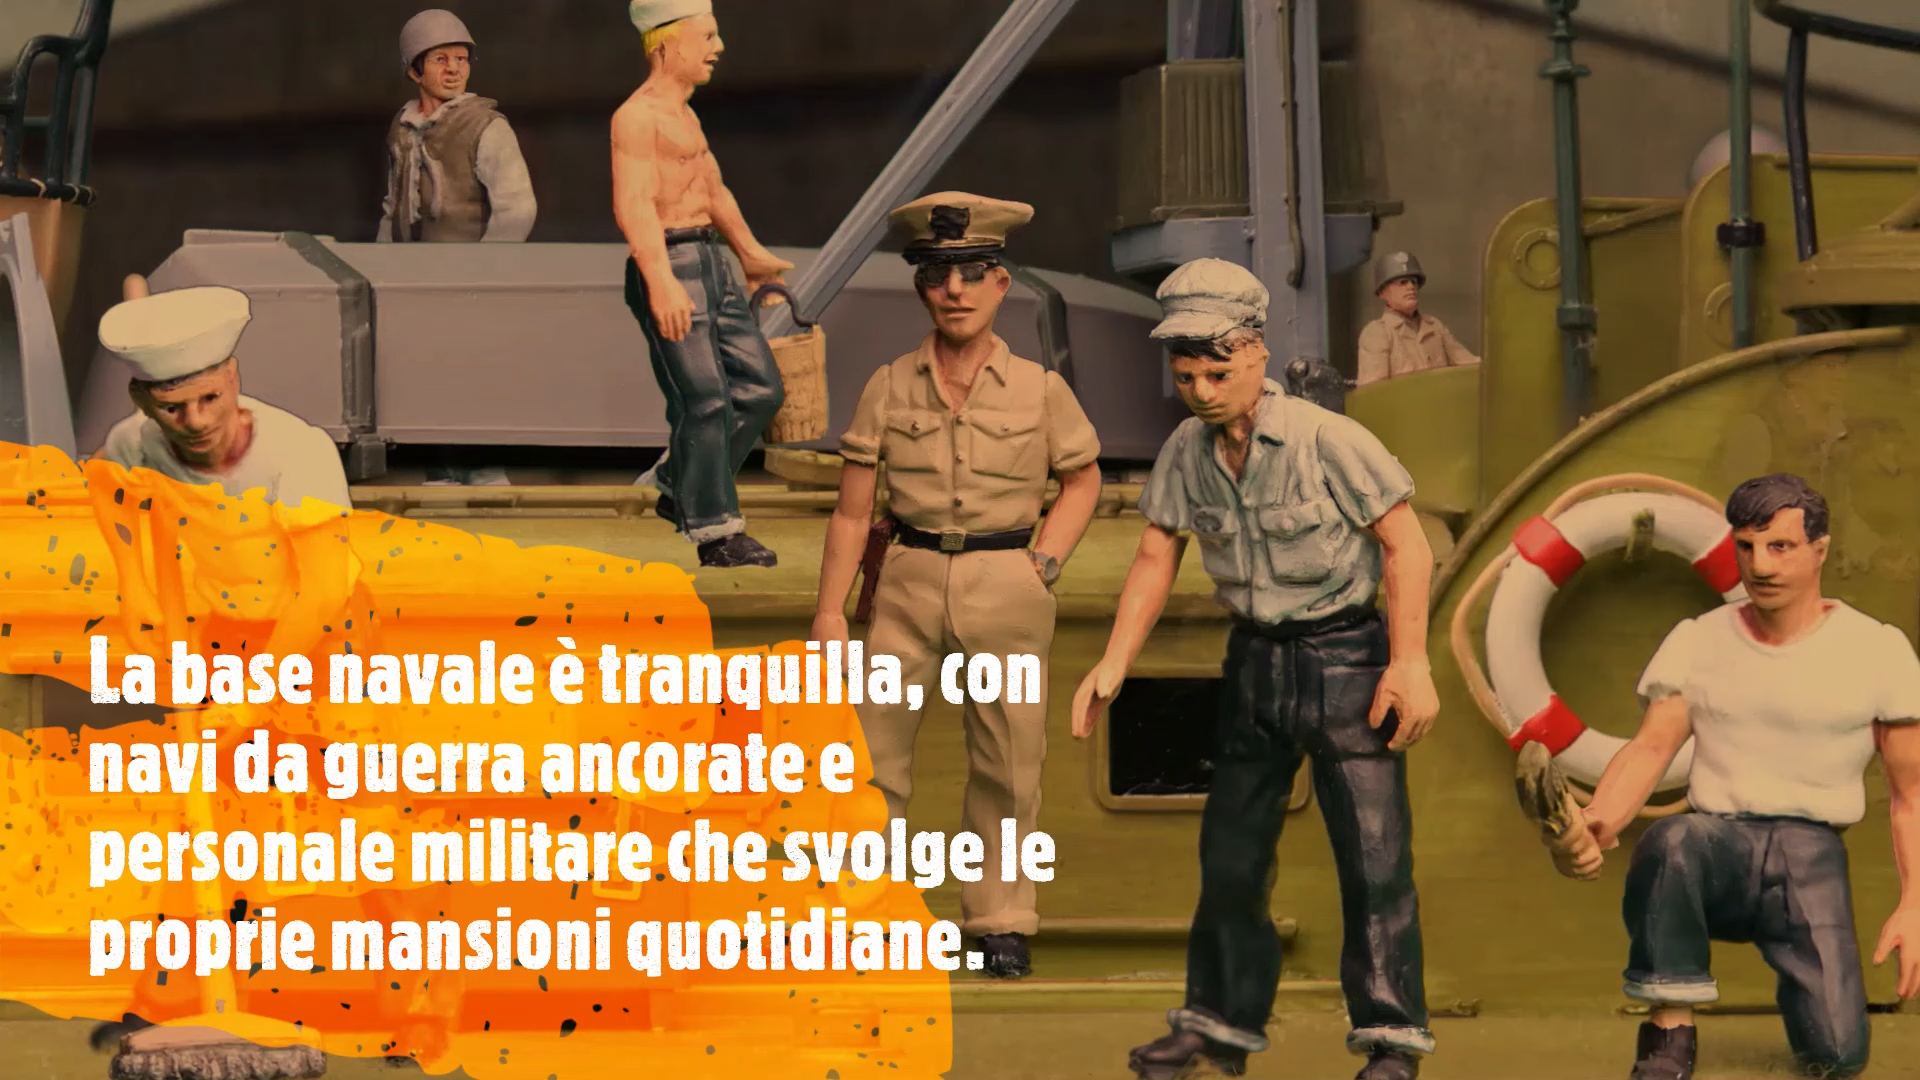 La base navale è tranquilla, con
navi da guerra ancorate e
personale militare che svolge le
proprie mansioni quotidiane.